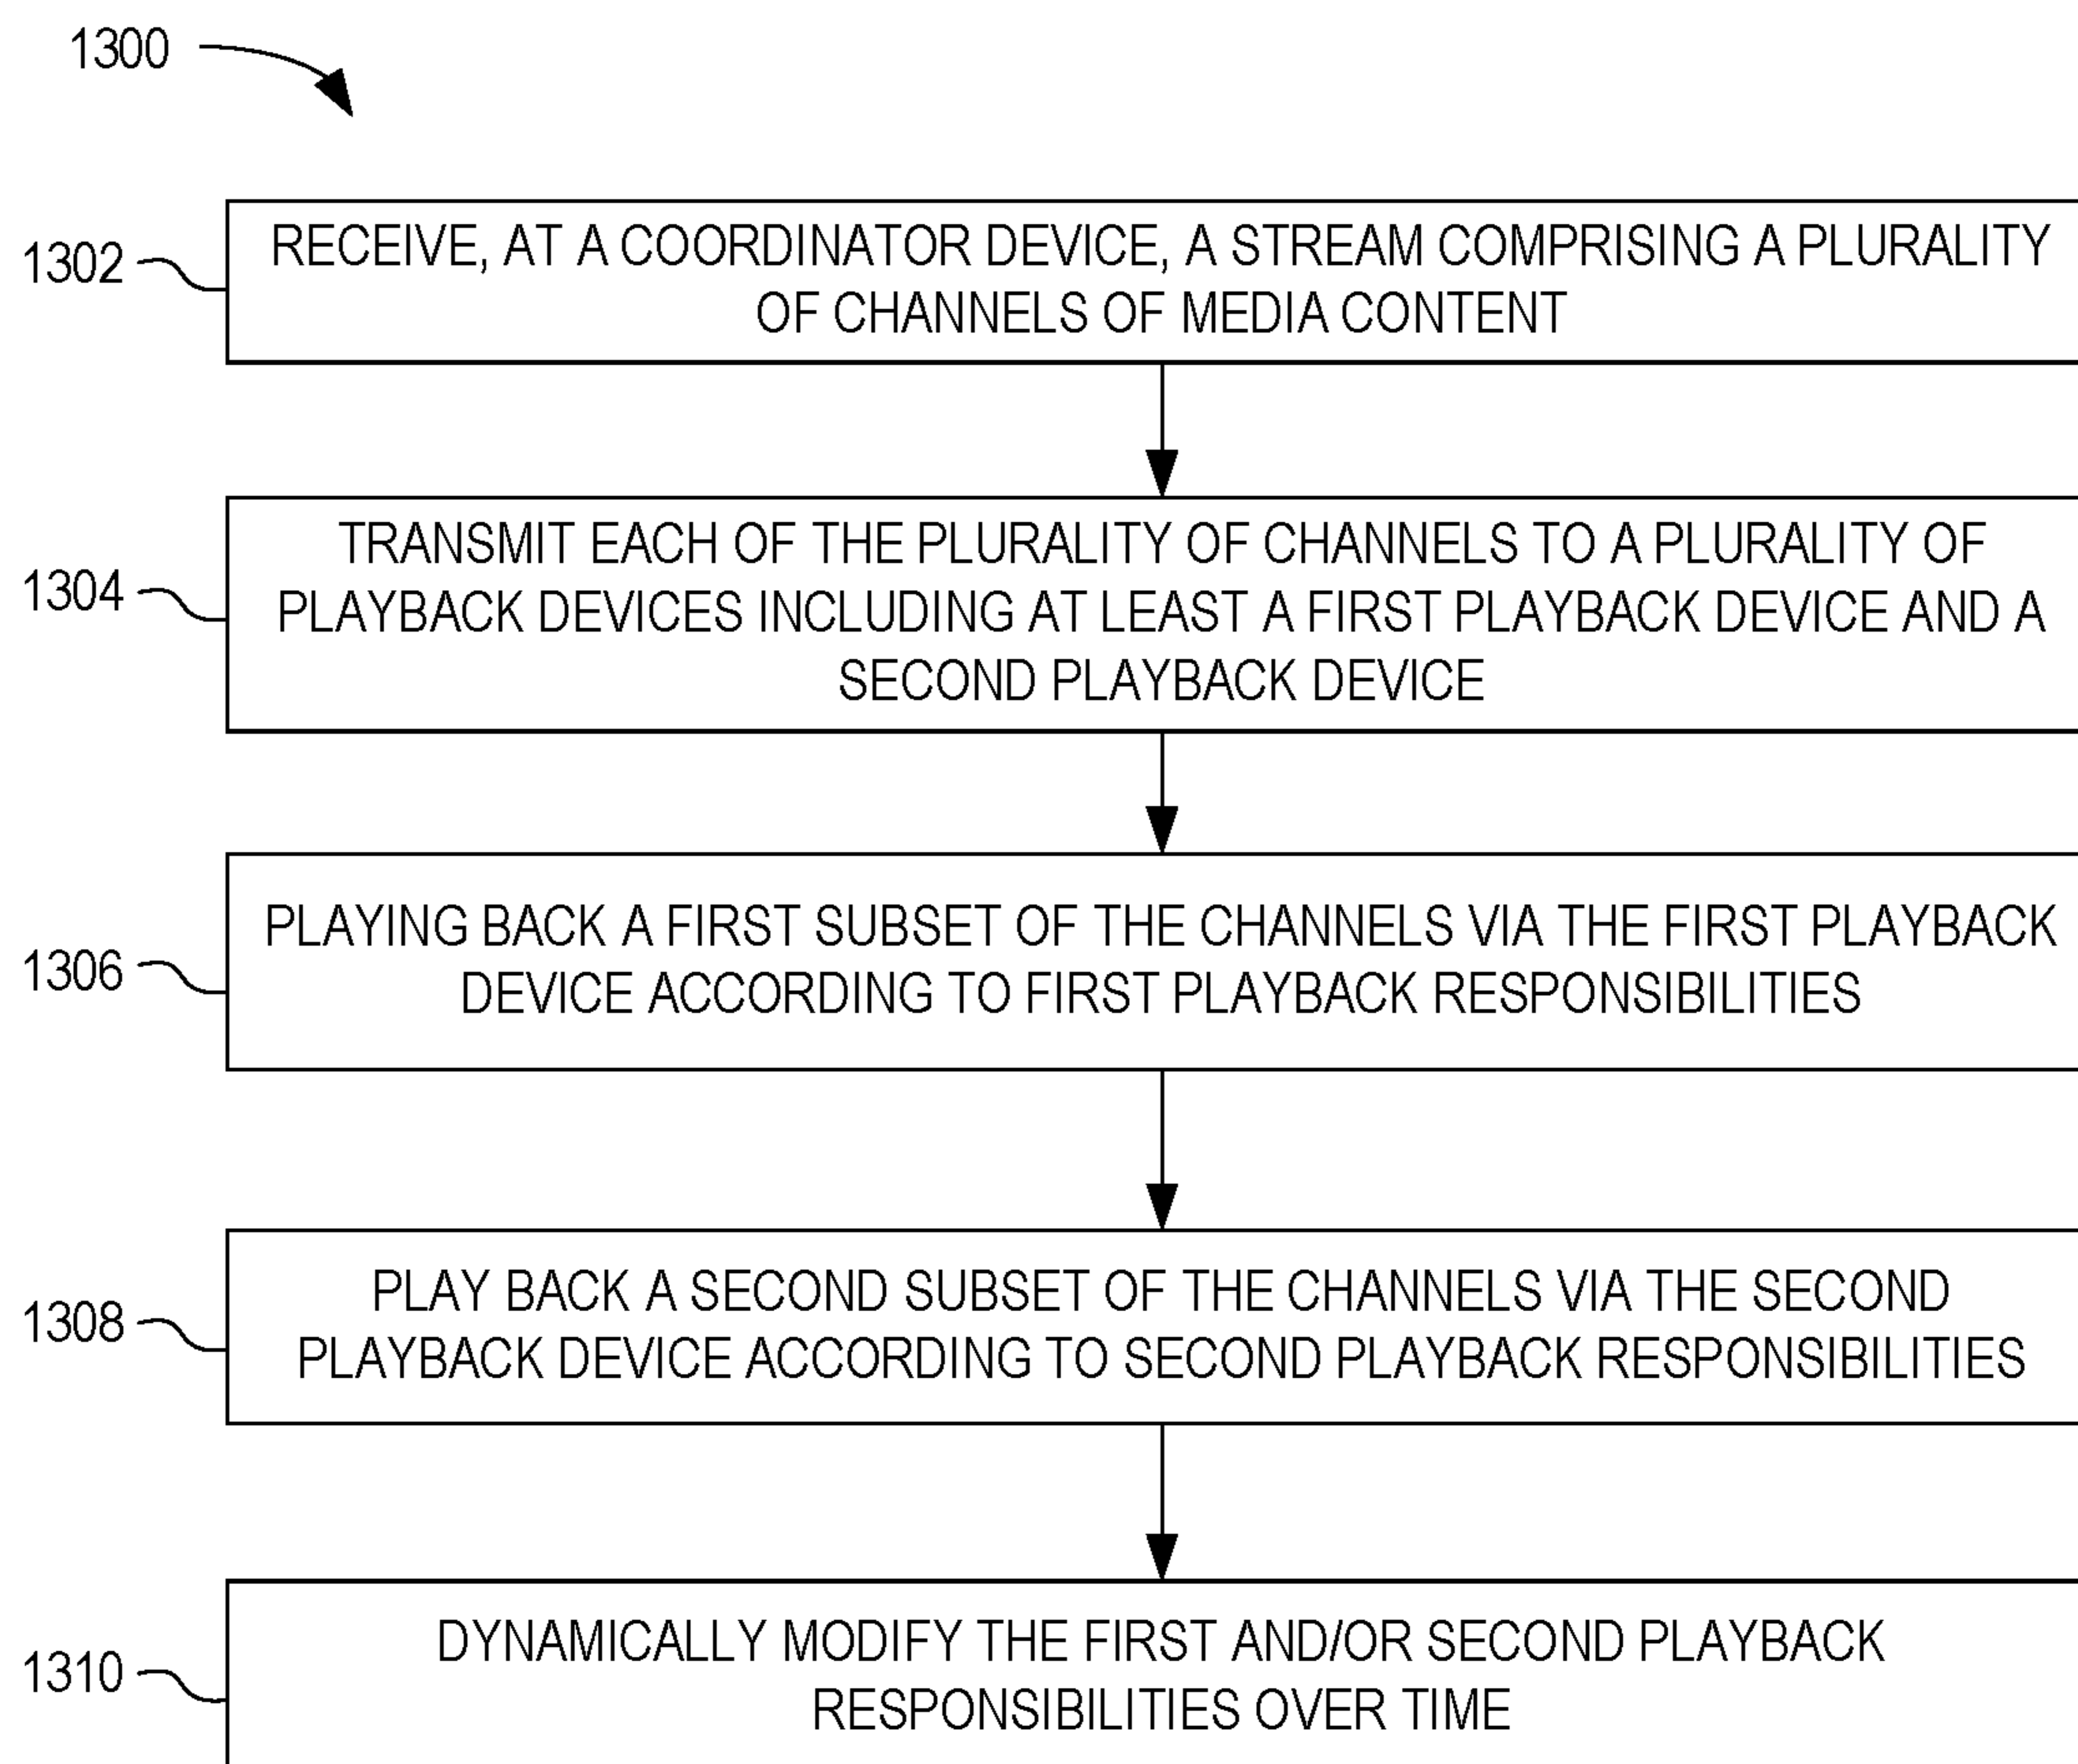 1300
1302
RECEIVE, AT A COORDINATOR DEVICE, A STREAM COMPRISING A PLURALITY
OF CHANNELS OF MEDIA CONTENT
1304
TRANSMIT EACH OF THE PLURALITY OF CHANNELS TO A PLURALITY OF
PLAYBACK DEVICES INCLUDING AT LEAST A FIRST PLAYBACK DEVICE AND A
SECOND PLAYBACK DEVICE
1306
PLAYING BACK A FIRST SUBSET OF THE CHANNELS VIA THE FIRST PLAYBACK
DEVICE ACCORDING TO FIRST PLAYBACK RESPONSIBILITIES
1308
PLAY BACK A SECOND SUBSET OF THE CHANNELS VIA THE SECOND
PLAYBACK DEVICE ACCORDING TO SECOND PLAYBACK RESPONSIBILITIES
1310
DYNAMICALLY MODIFY THE FIRST AND/OR SECOND PLAYBACK
RESPONSIBILITIES OVER TIME